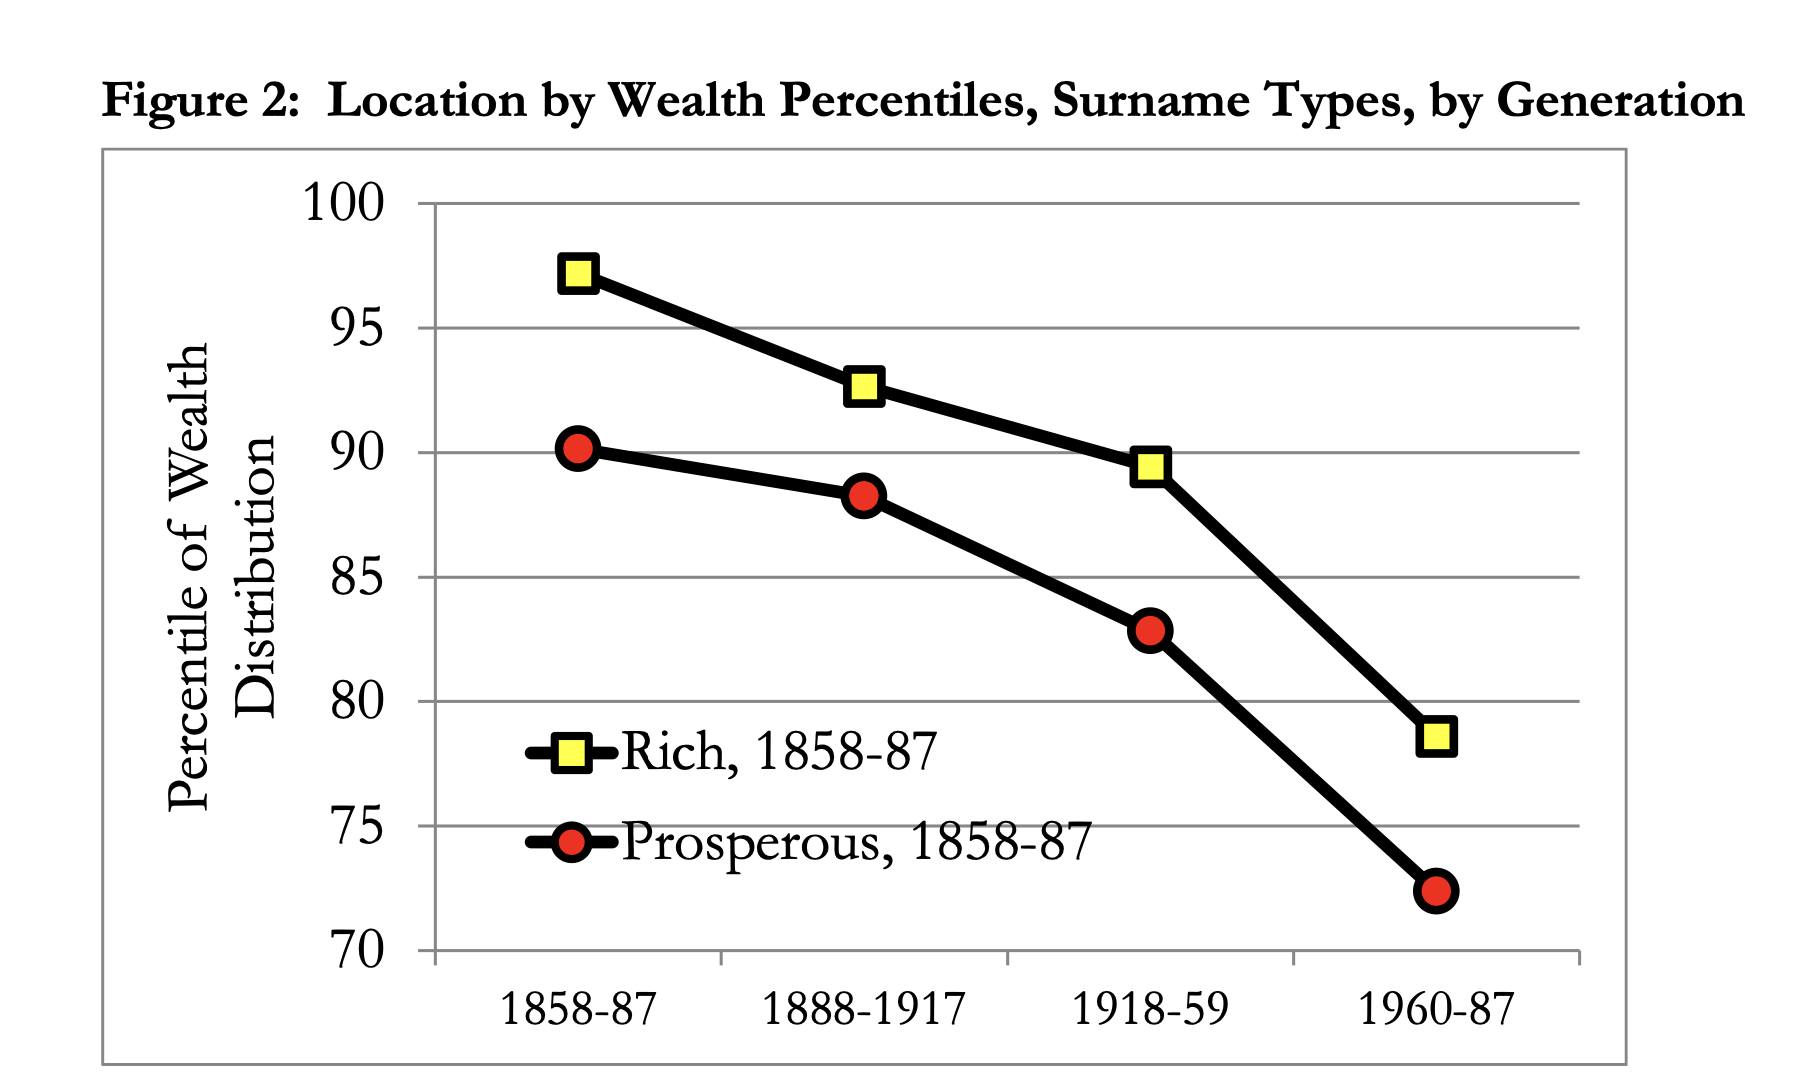 Figure 2: Location by Wealth Percentiles, Surname Types, by Generation
Percentile of Wealth
Distribution
100
95
90
85
80
75
70
Rich, 1858-87
Prosperous, 1858-87
1858-87
1888-1917
1918-59
1960-87